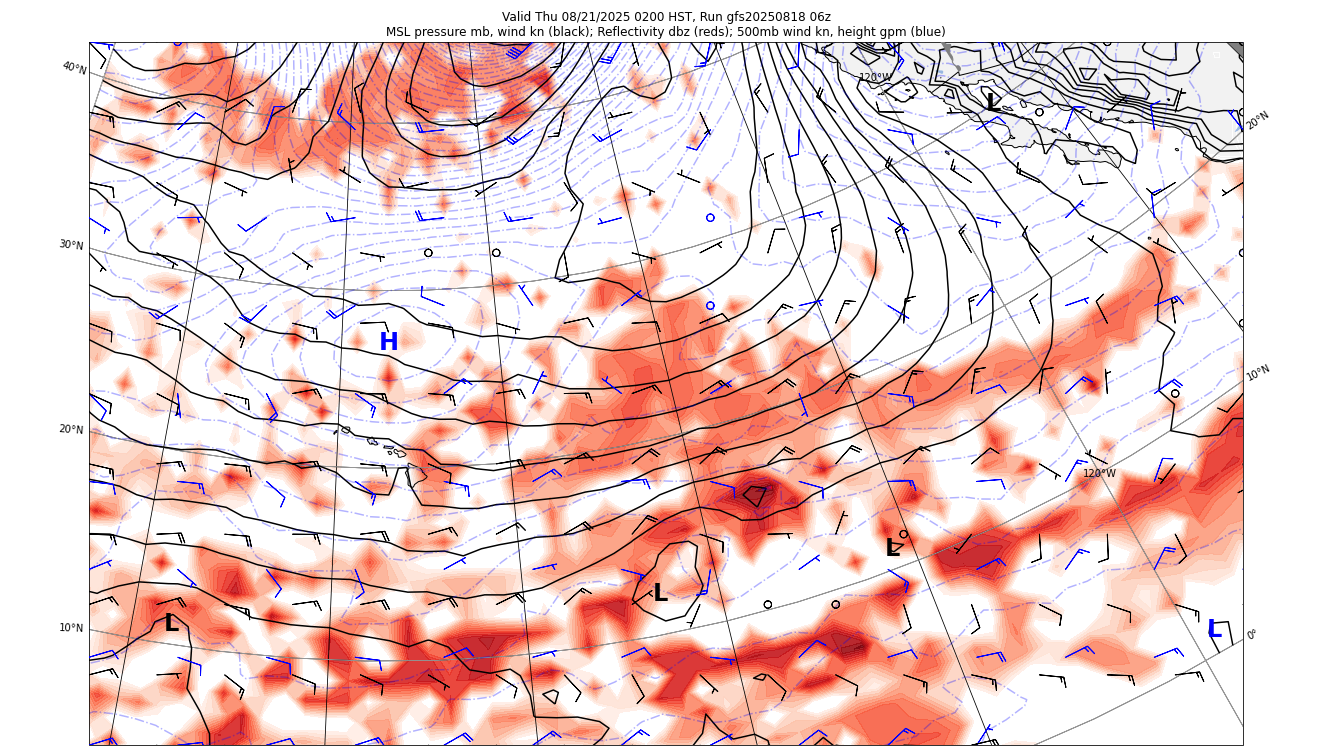 Valid Thu 08/21/2025 0200 HST, Run gfs20250818 06z
MSL pressure mb, wind kn (black); Reflectivity dbz (reds); 500mb wind kn, height gpm (blue)
40°N
120°W
L
20°N
30°N
H
10°N
20°N
120°W
L
L
10°N
L
L
0°